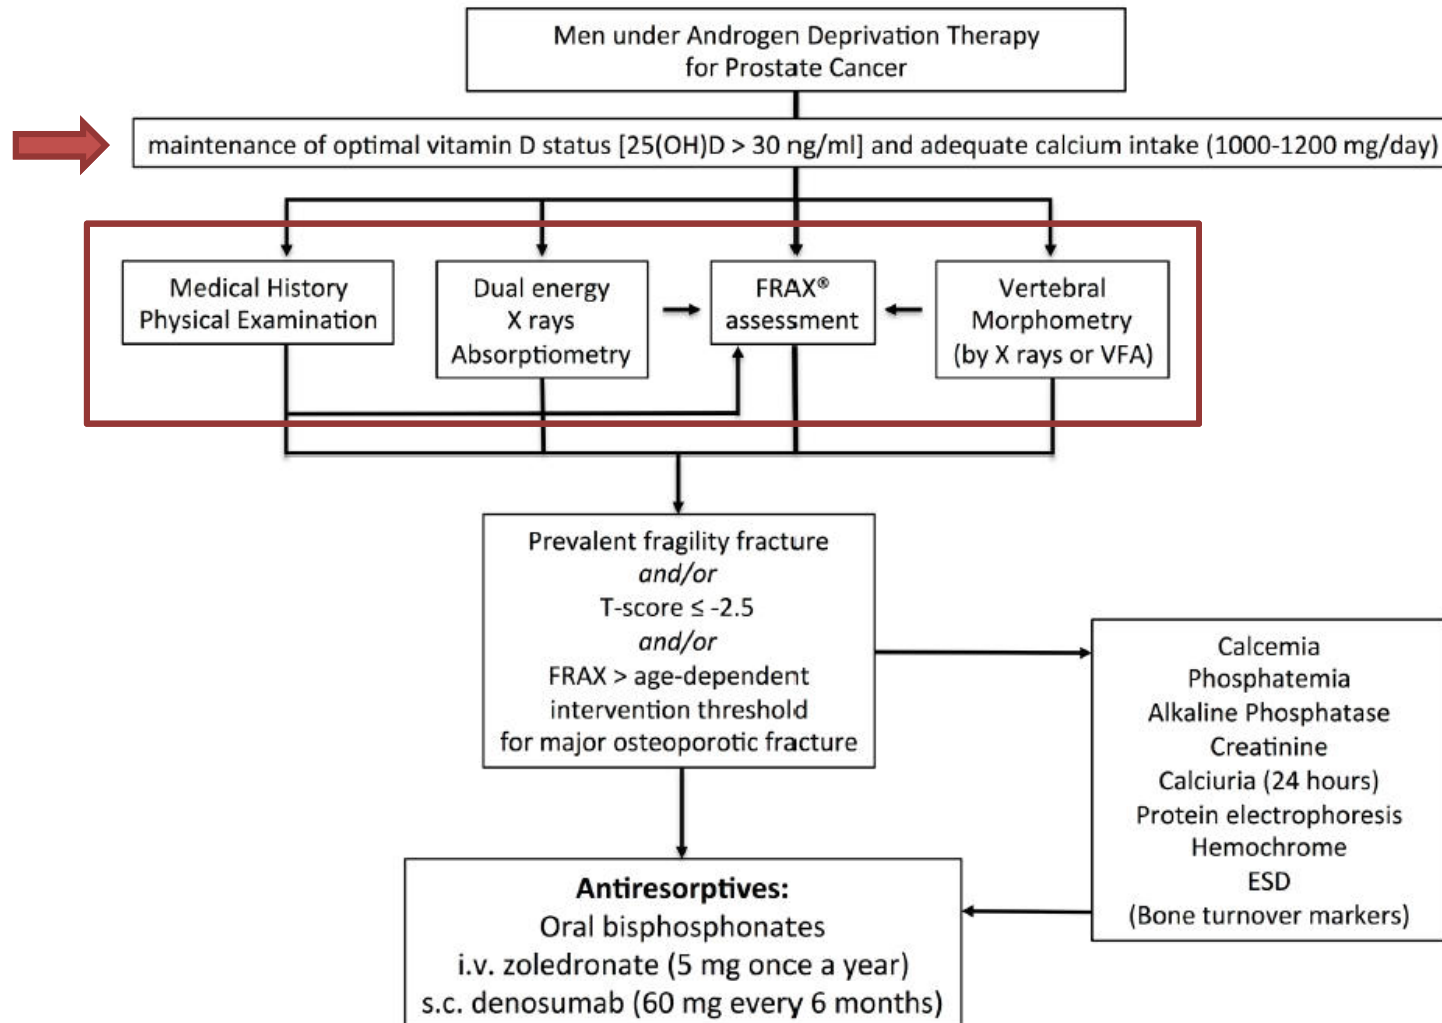 Men under Androgen Deprivation Therapy
for Prostate Cancer
maintenance of optimal vitamin D status [25(OH)D > 30 ng/ml] and adequate calcium intake (1000-1200 mg/day)
Medical History
Physical Examination
Dual energy
X rays
Absorptiometry
FRAX®
assessment
Vertebral
Morphometry
(by X rays or VFA)
Prevalent fragility fracture
and/or
T-score ≤ -2.5
and/or
FRAX > age-dependent
intervention threshold
for major osteoporotic fracture
Calcemia
Phosphatemia
Alkaline Phosphatase
Creatinine
Calciuria (24 hours)
Protein electrophoresis
Hemochrome
ESD
(Bone turnover markers)
Antiresorptives:
Oral bisphosphonates
i.v. zoledronate (5 mg once a year)
s.c. denosumab (60 mg every 6 months)